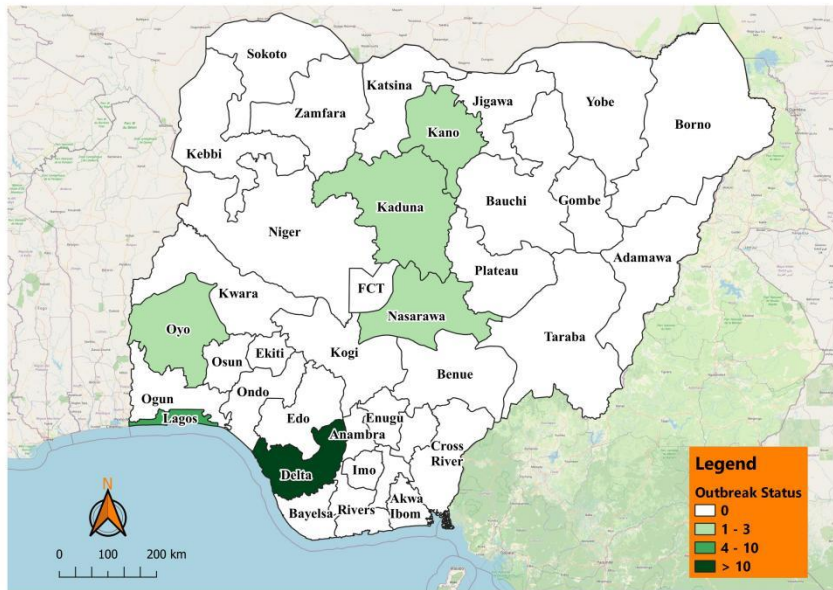 Sokoto
Katsina
Jigawa
Yobe
Zamfara
Kano
Borno
Kebbi
Kaduna
Bauchi
Gombe
Niger
Adamawa
Plateau
FCT
Kwara
Nasarawa
Oyo
Taraba
Kogi
Ekiti
Osun
Benue
Ondo
Ogun
Lagos
Edo
Enugu
Anambra
Cross
River
Delta
Imo
Akwa
Ibom
Bayelsa
Rivers
N
0 100 200 km
Legend
Outbreak Status
0
1 - 3
4 - 10
> 10